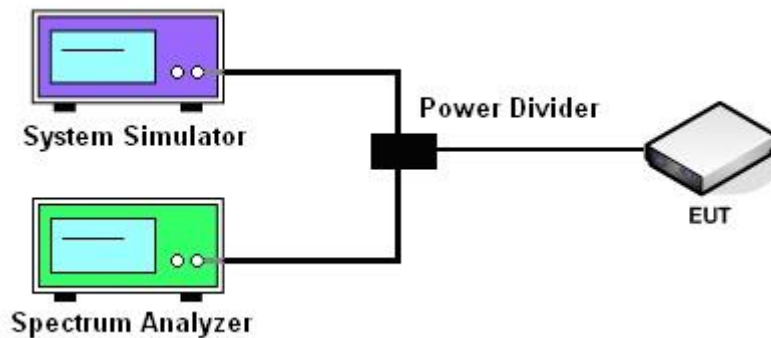 System Simulator
Power Divider
EUT
Spectrum Analyzer